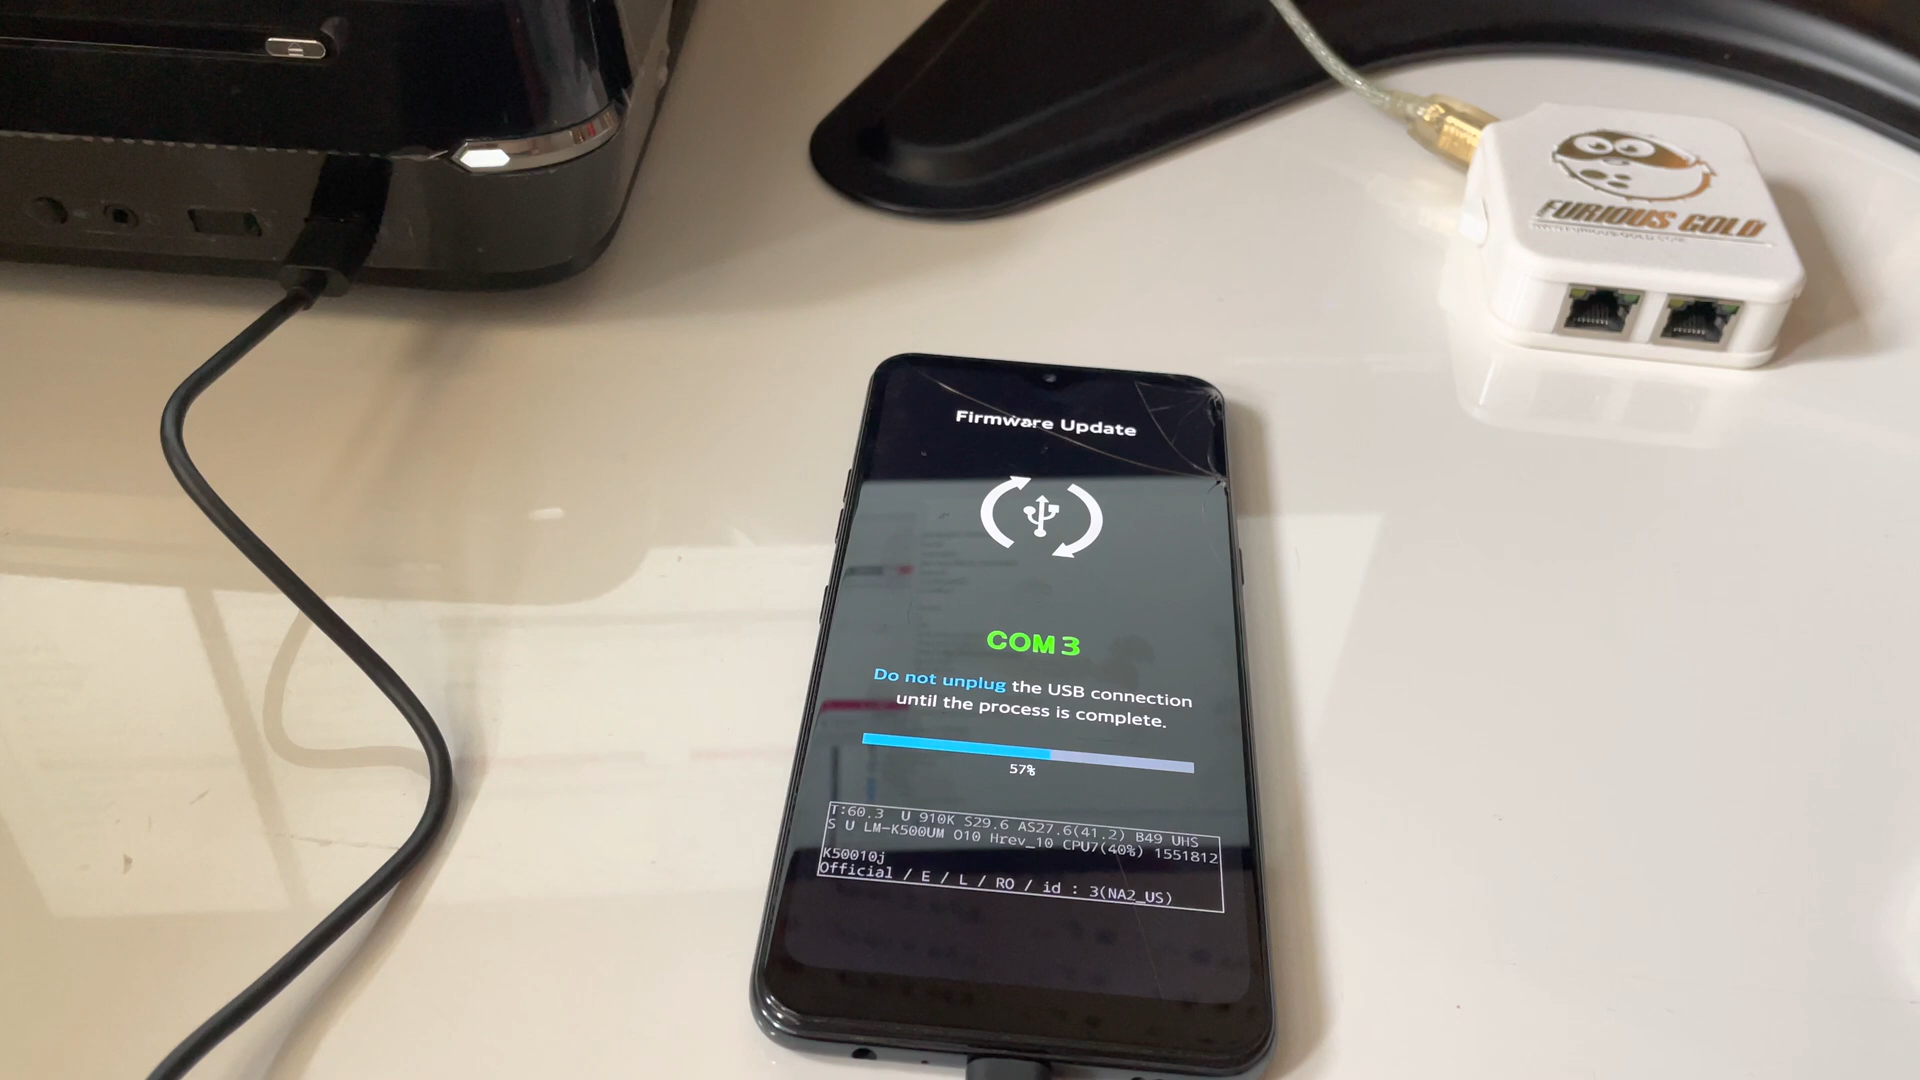 FURIOUS GOLD
Firmware Update
COM 3
Do not unplug the USB connection
until the process is complete.
57%
T:60.3 U 910K S29.6 AS27.6(41.2) B49 UHS
S U LM-K500UM O10 Hrev_10 CPU7(40%) 1551812
K50010j
Official / E / L / RO / id : 3(NA2_US)